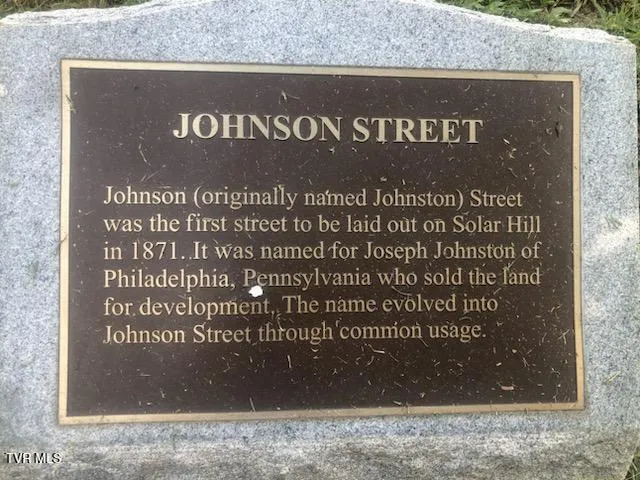 JOHNSON STREET
Johnson (originally named Johnston) Street
was the first street to be laid out on Solar Hill
in 1871. It was named for Joseph Johnston of
Philadelphia, Pennsylvania who sold the land
for development. The name evolved into
Johnson Street through common usage.
TVR MLS